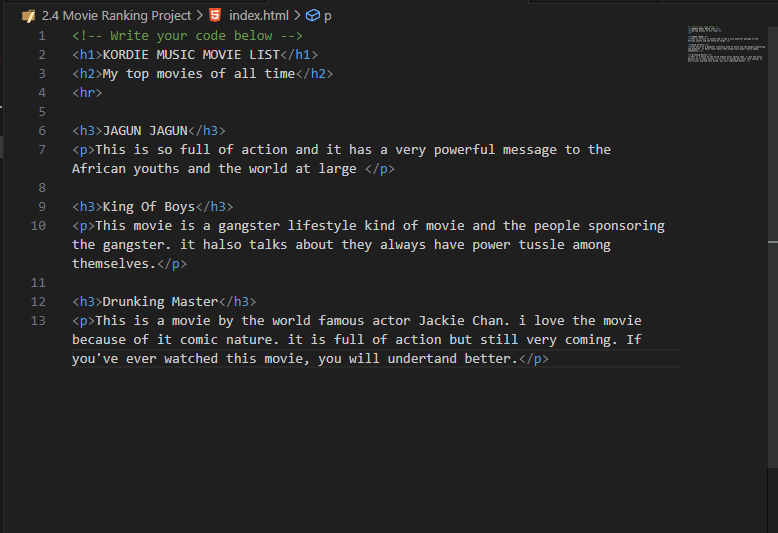 2.4 Movie Ranking Project > index.html > p
1 <!-- Write your code below -->
2 <h1>KORDIE MUSIC MOVIE LIST</h1>
3 <h2>My top movies of all time</h2>
4 <hr>
5
6 <h3>JAGUN JAGUN</h3>
7 <p>This is so full of action and it has a very powerful message to the
African youths and the world at large </p>
8
9 <h3>King Of Boys</h3>
10 <p>This movie is a gangster lifestyle kind of movie and the people sponsoring
the gangster. it halso talks about they always have power tussle among
themselves.</p>
11
12 <h3>Drunking Master</h3>
13 <p>This is a movie by the world famous actor Jackie Chan. i love the movie
because of it comic nature. it is full of action but still very coming. If
you've ever watched this movie, you will undertand better.</p>